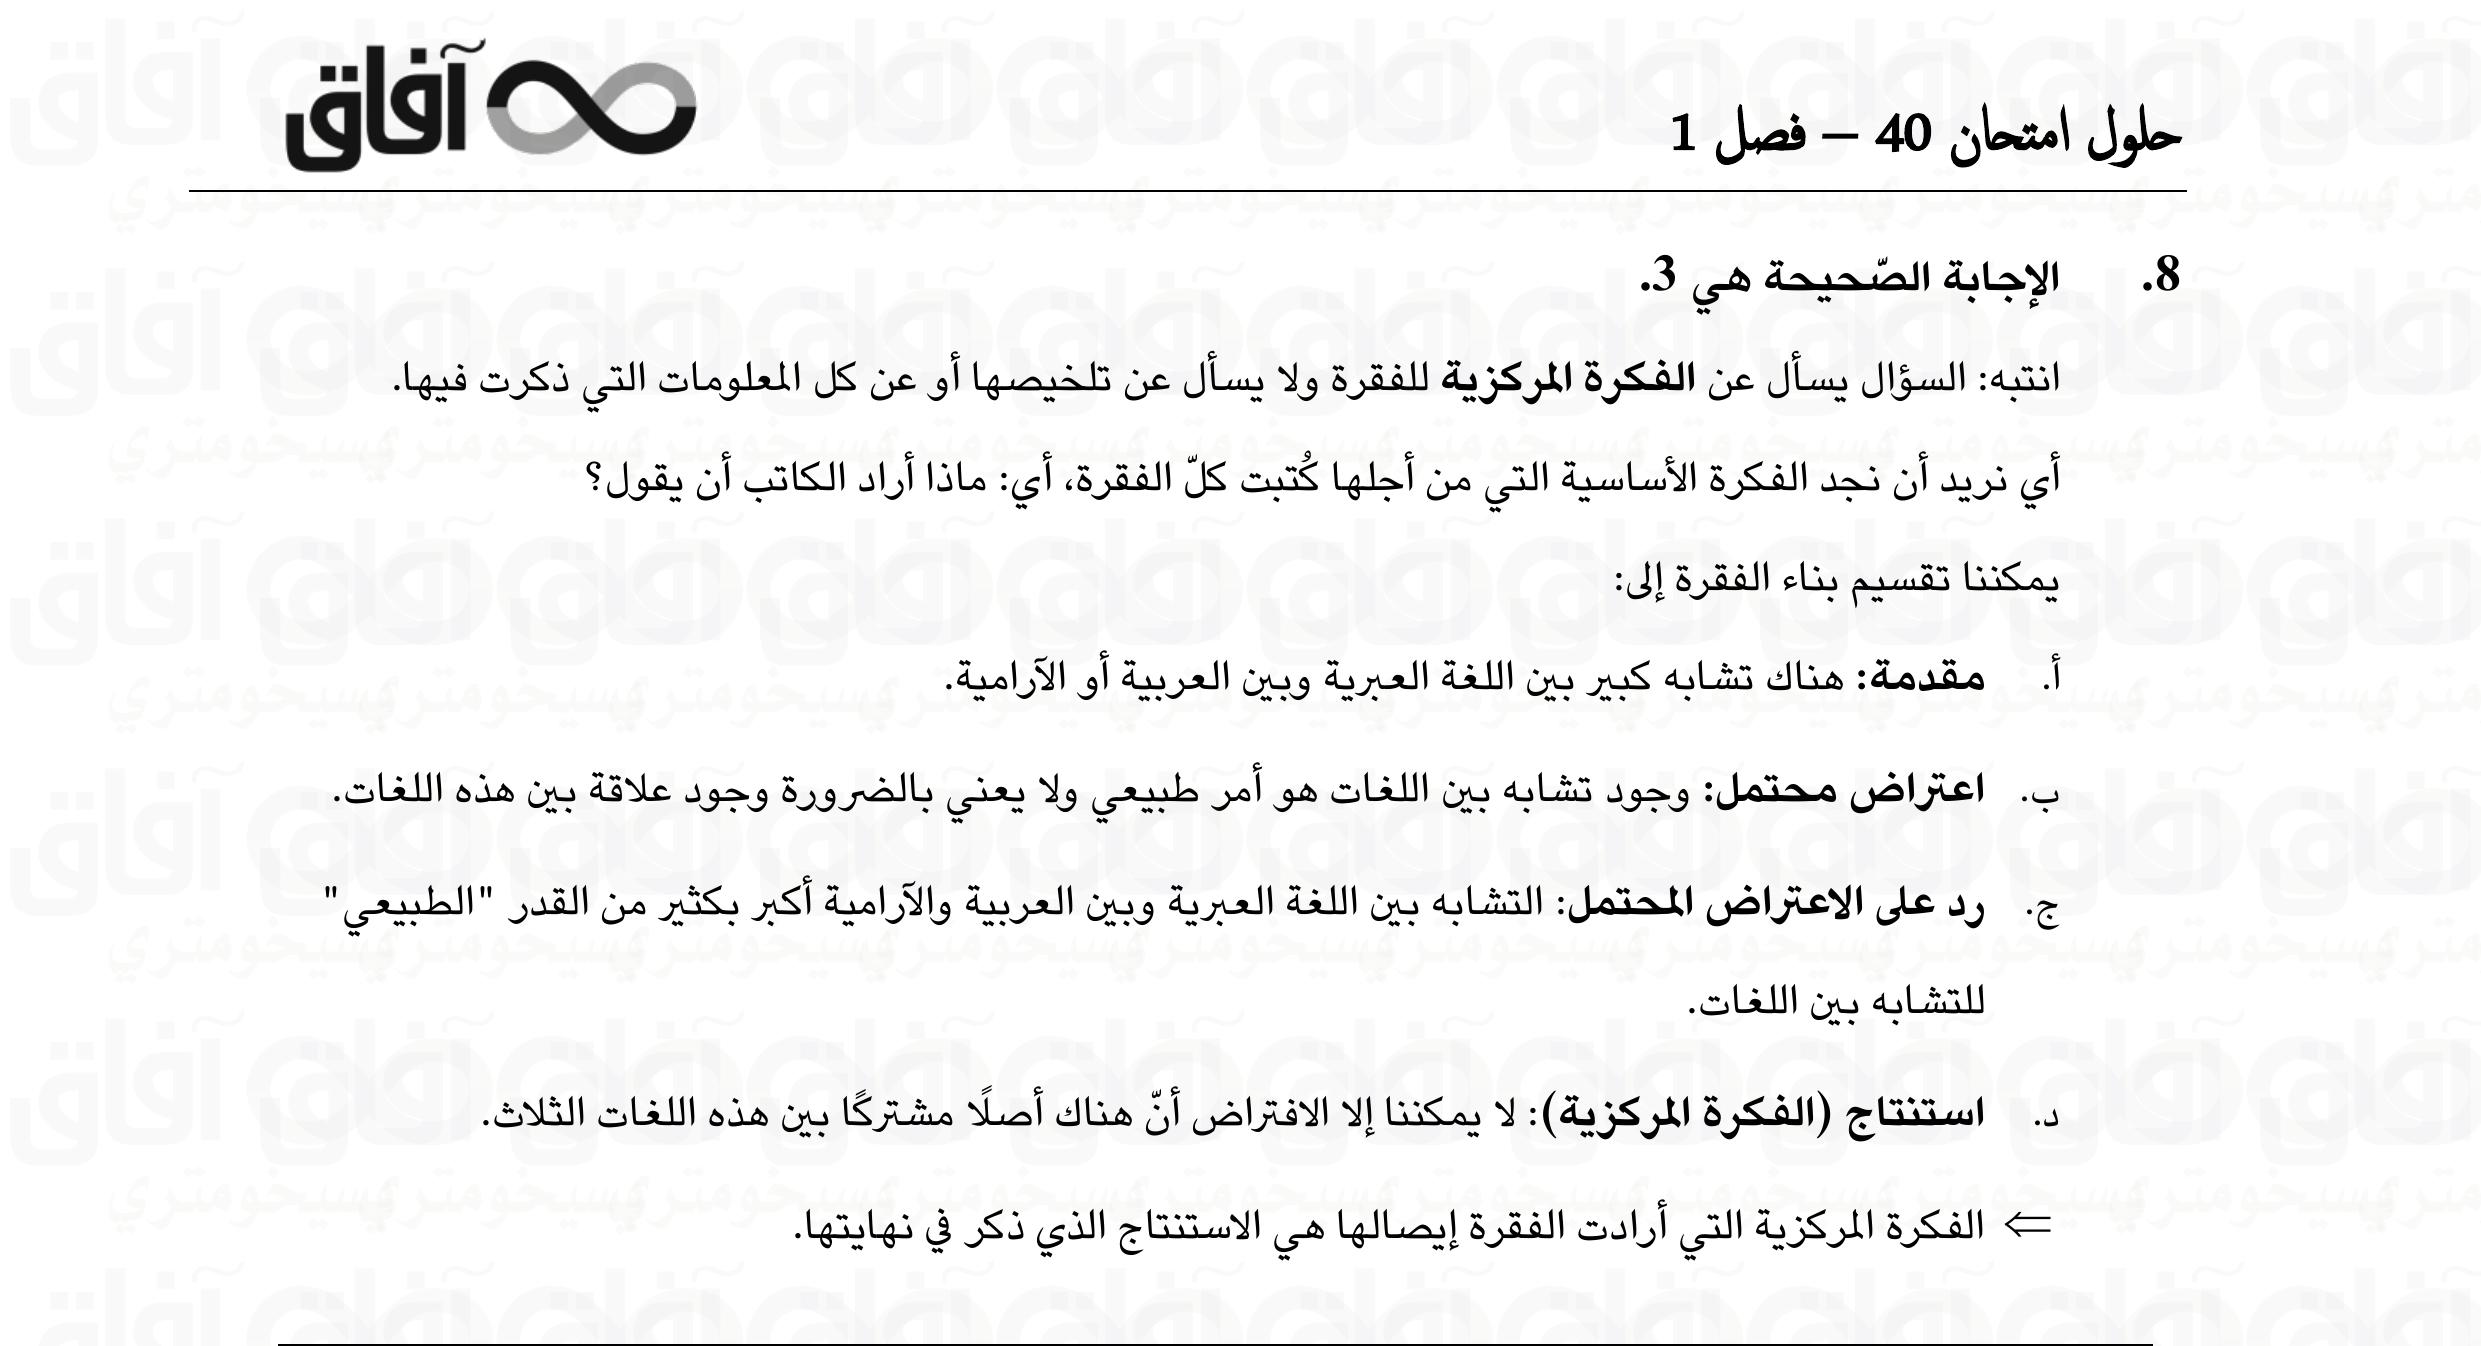 آفاق
حلول امتحان 40 – فصل 1
8. الإجابة الصّحيحة هي 3.
انتبه: السؤال يسأل عن الفكرة المركزية للفقرة ولا يسأل عن تلخيصها أو عن كل المعلومات التي ذكرت فيها.
أي نريد أن نجد الفكرة الأساسية التي من أجلها كُتبت كلّ الفقرة، أي: ماذا أراد الكاتب أن يقول؟
يمكننا تقسيم بناء الفقرة إلى:
أ. مقدمة: هناك تشابه كبير بين اللغة العبرية وبين العربية أو الآرامية.
ب. اعتراض محتمل: وجود تشابه بين اللغات هو أمر طبيعي ولا يعني بالضرورة وجود علاقة بين هذه اللغات.
ج. رد على الاعتراض المحتمل: التشابه بين اللغة العبرية وبين العربية والآرامية أكبر بكثير من القدر "الطبيعي"
للتشابه بين اللغات.
د. استنتاج (الفكرة المركزية): لا يمكننا إلا الافتراض أنّ هناك أصلًا مشتركًا بين هذه اللغات الثلاث.
⇐ الفكرة المركزية التي أرادت الفقرة إيصالها هي الاستنتاج الذي ذكر في نهايتها.